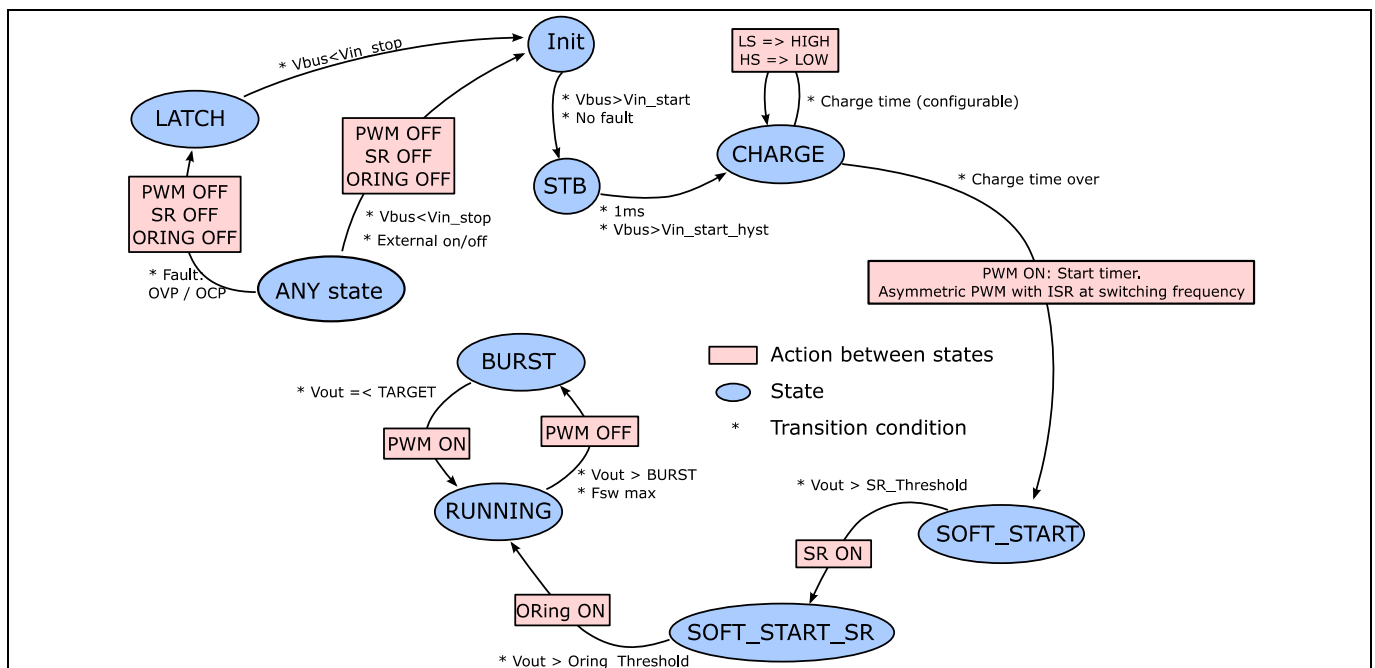 Init
* Vbus<Vin_stop
LS => HIGH
HS => LOW
* Vbus>Vin_start
* No fault
* Charge time (configurable)
LATCH
PWM OFF
SR OFF
ORING OFF
CHARGE
PWM OFF
SR OFF
ORING OFF
STB
* Charge time over
* 1ms
* Vbus>Vin_start_hyst
* Vbus<Vin_stop
* External on/off
* Fault:
OVP / OCP
ANY state
PWM ON: Start timer.
Asymmetric PWM with ISR at switching frequency
BURST
Action between states
State
* Transition condition
* Vout =< TARGET
PWM ON
PWM OFF
* Vout > BURST
* Fsw max
RUNNING
* Vout > SR_Threshold
SOFT_START
SR ON
ORing ON
SOFT_START_SR
* Vout > Oring_Threshold